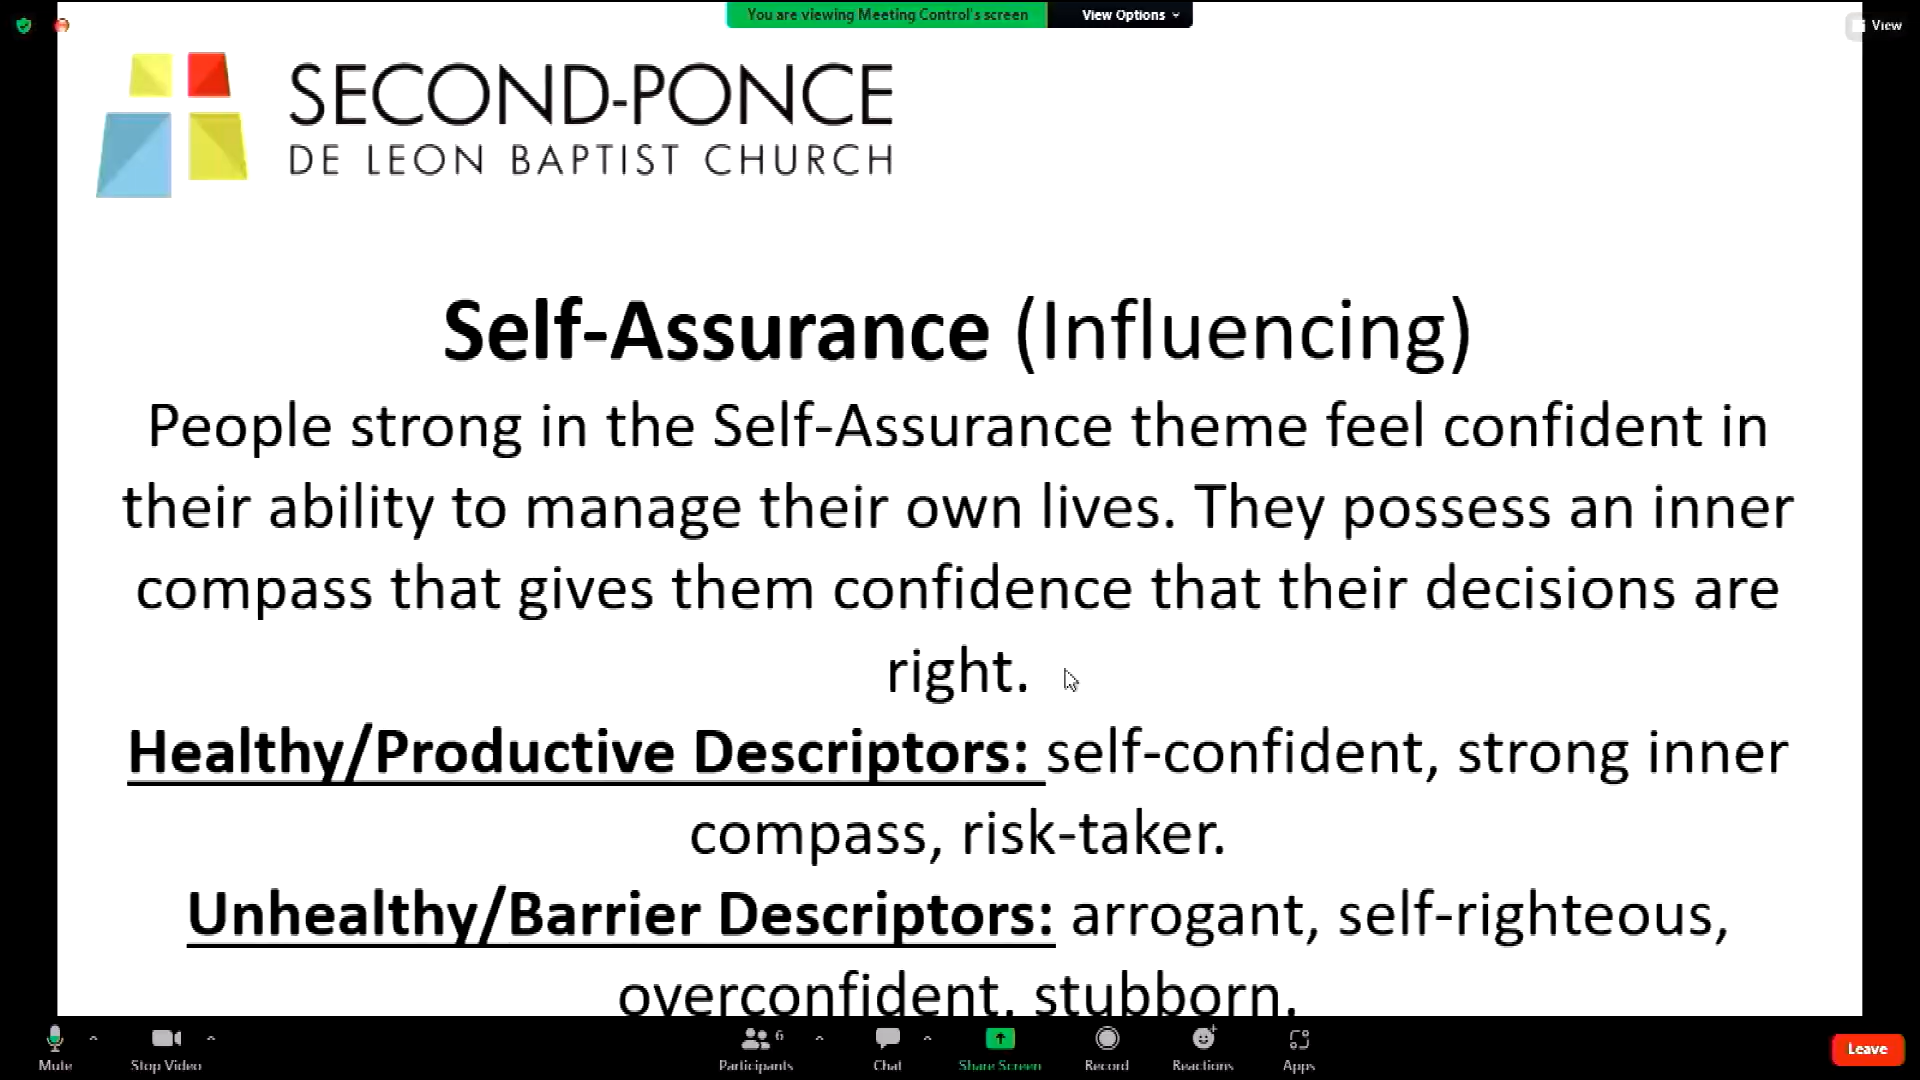 You are viewing Meeting Control's screen
View Options
View
SECOND-PONCE
DE LEON BAPTIST CHURCH
Self-Assurance (Influencing)
People strong in the Self-Assurance theme feel confident in
their ability to manage their own lives. They possess an inner
compass that gives them confidence that their decisions are
right.
Healthy/Productive Descriptors: self-confident, strong inner
compass, risk-taker.
Unhealthy/Barrier Descriptors: arrogant, self-righteous,
overconfident, stubborn.
Mute
Stop Video
Participants
6
Chat
Share Screen
Record
Reactions
Apps
Leave